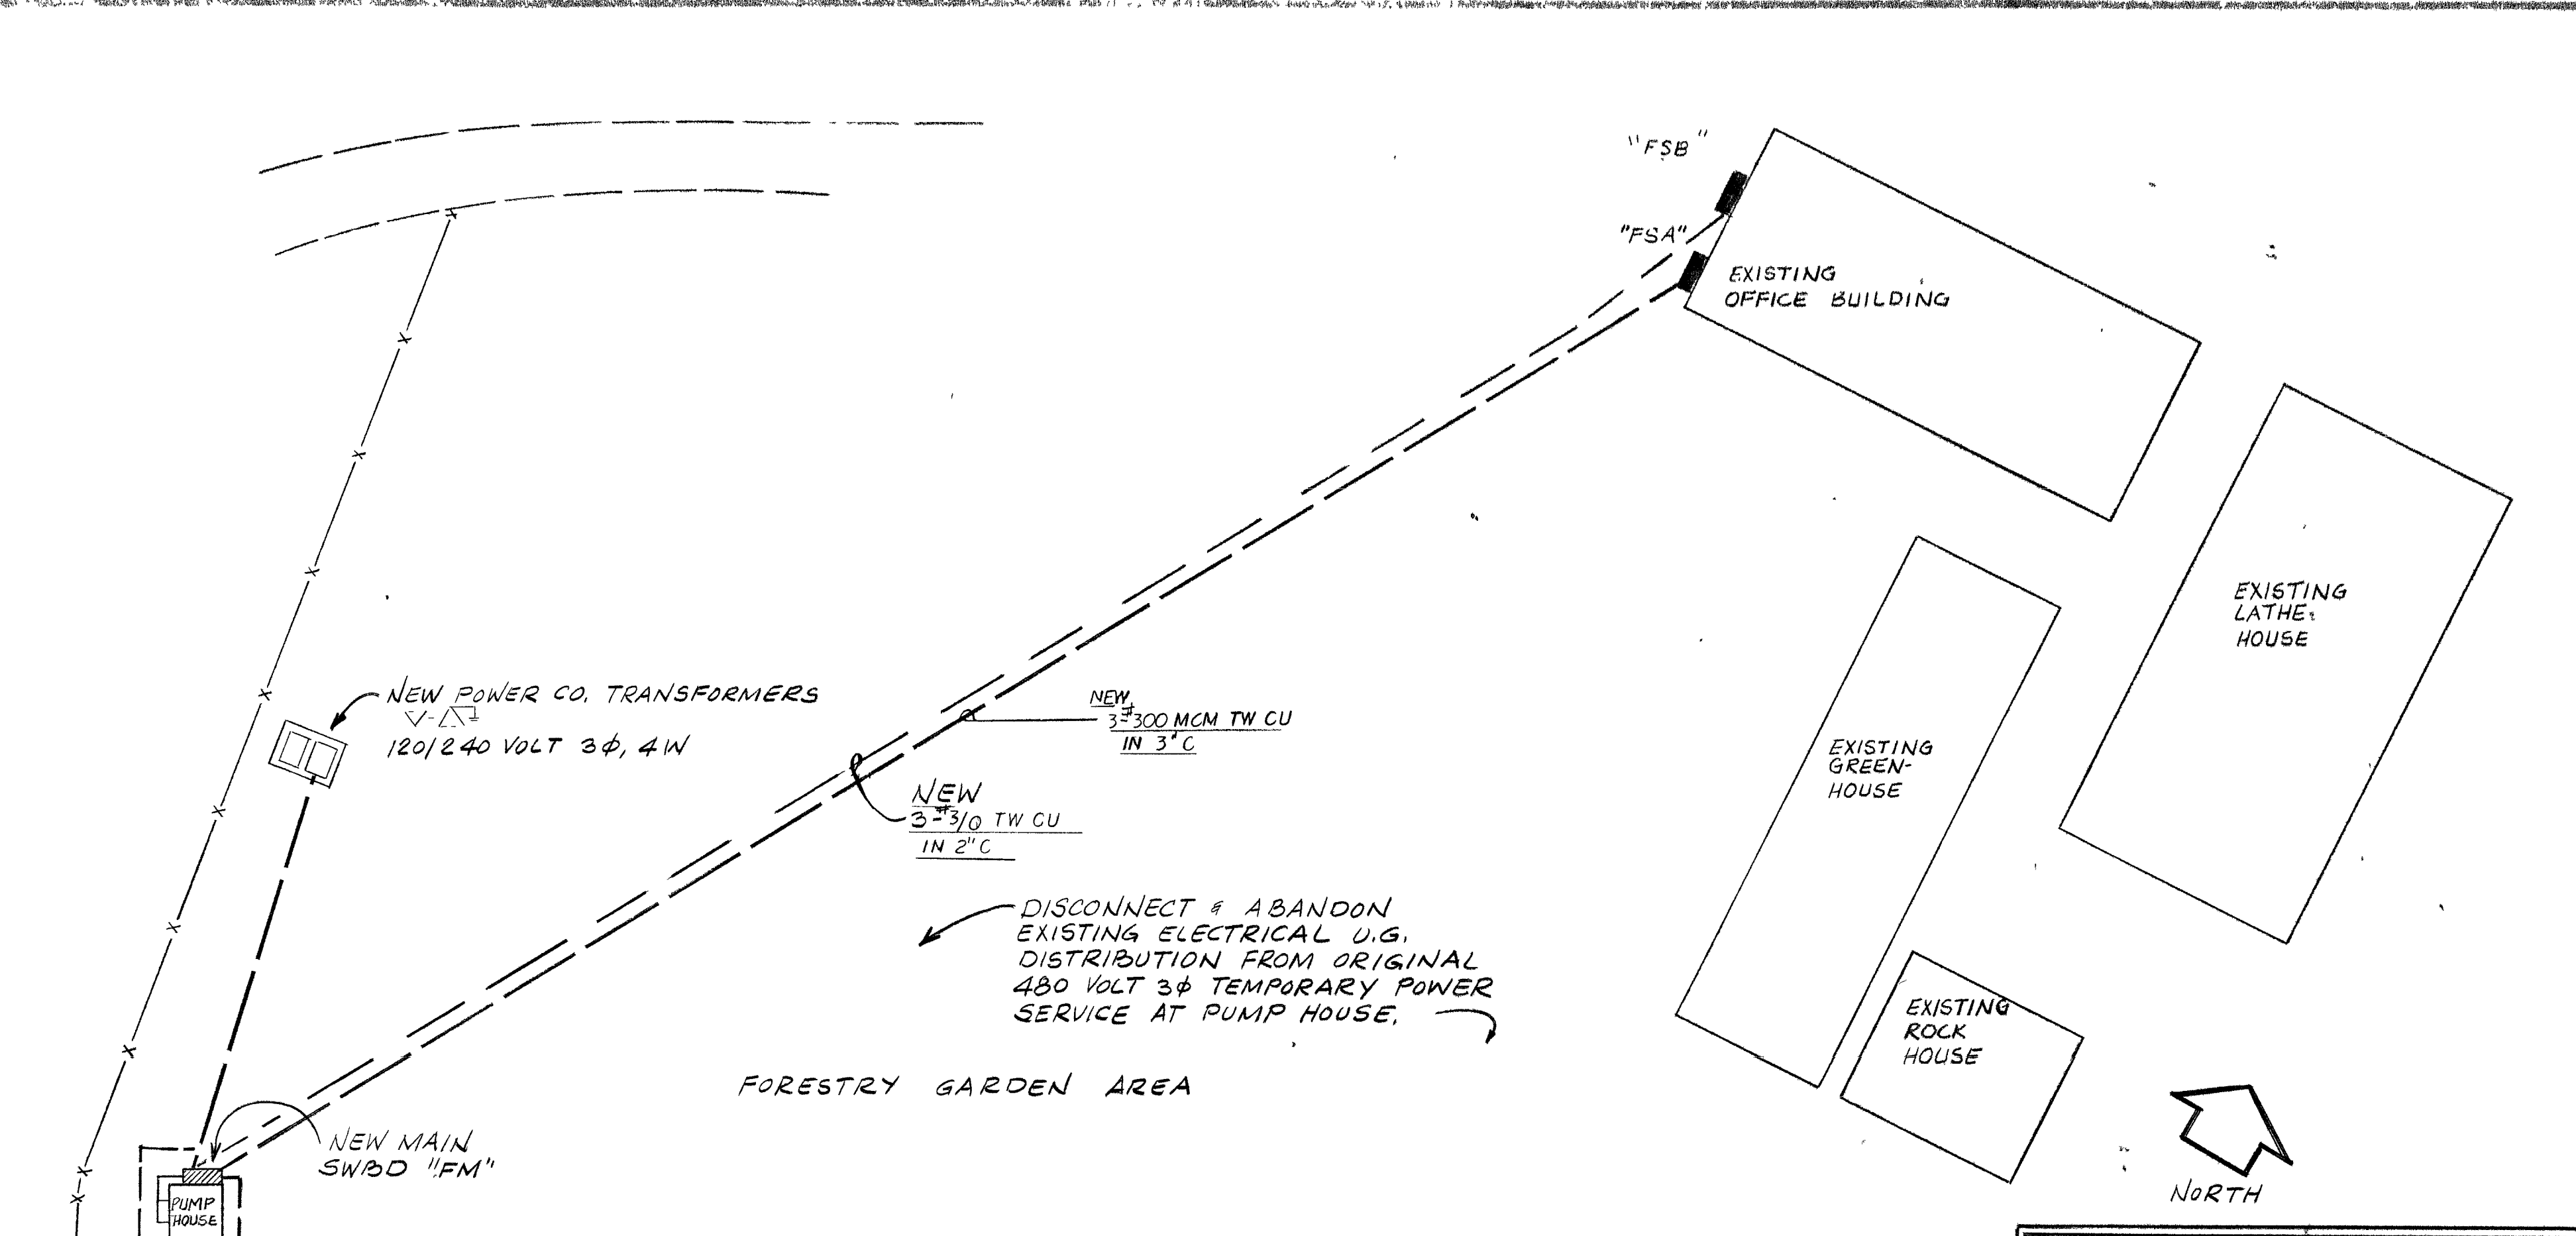 "FSB"
"FSA"
EXISTING
OFFICE BUILDING
EXISTING
LATHE
HOUSE
NEW POWER CO. TRANSFORMERS
120/240 VOLT 3φ, 4W
NEW
3-#300 MCM TW CU
IN 3"C
NEW
3-#3/0 TW CU
IN 2"C
EXISTING
GREEN-
HOUSE
DISCONNECT & ABANDON
EXISTING ELECTRICAL U.G.
DISTRIBUTION FROM ORIGINAL
480 VOLT 3φ TEMPORARY POWER
SERVICE AT PUMP HOUSE.
EXISTING
ROCK
HOUSE
FORESTRY GARDEN AREA
NEW MAIN
SWBD "FM"
PUMP
HOUSE
NORTH